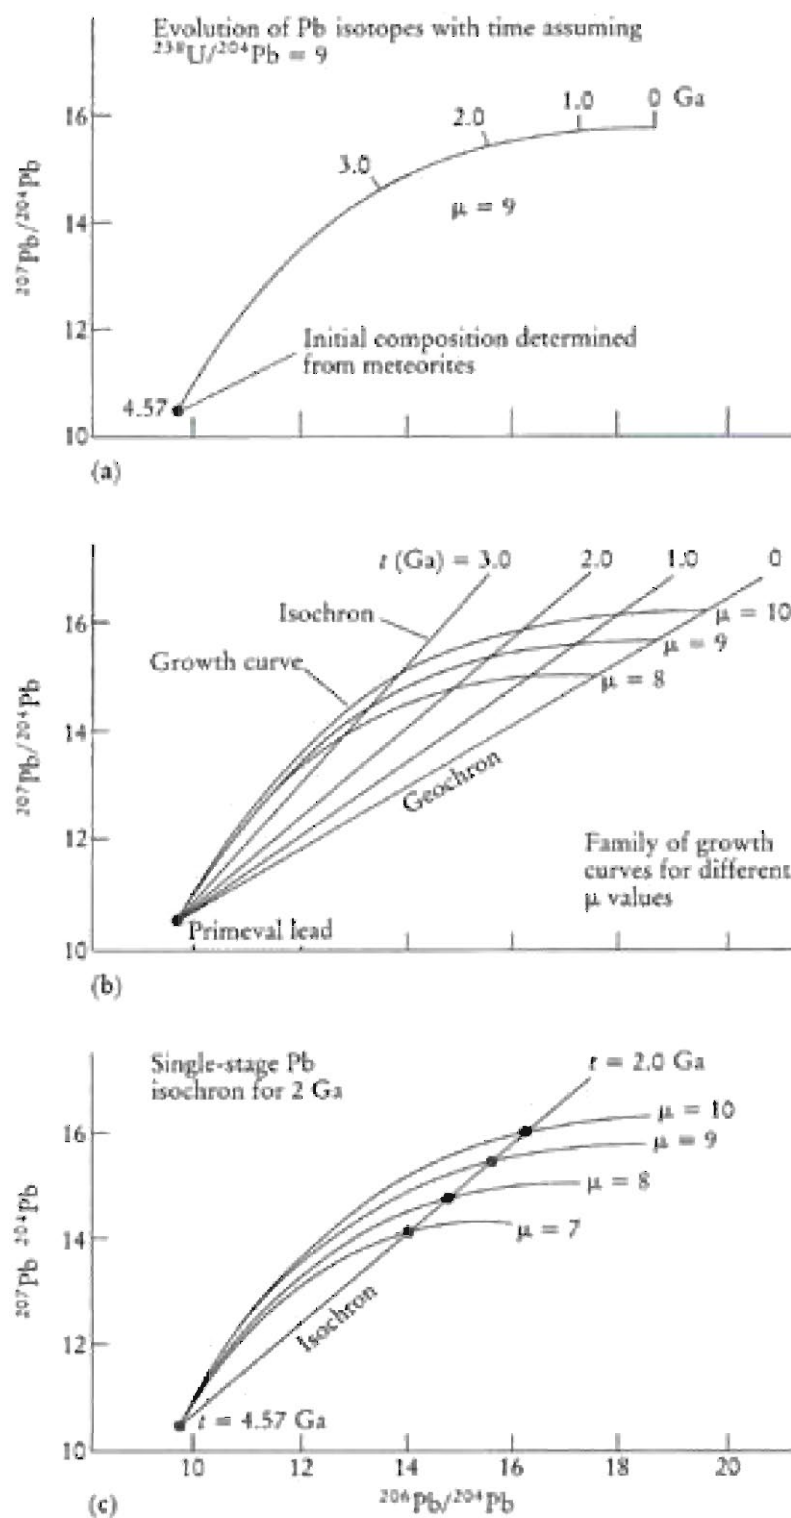 Evolution of Pb isotopes with time assuming
²³⁸U/²⁰⁴Pb = 9
0 Ga
1.0
2.0
3.0
16
14
12
10
²⁰⁷Pb/²⁰⁴Pb
μ = 9
Initial composition determined
from meteorites
4.57
(a)
t (Ga) = 3.0
2.0
1.0
0
Isochron
Growth curve
16
14
12
10
²⁰⁷Pb/²⁰⁴Pb
μ = 10
μ = 9
μ = 8
Geochron
Family of growth
curves for different
μ values
Primeval lead
(b)
Single-stage Pb
isochron for 2 Ga
t = 2.0 Ga
16
14
12
10
²⁰⁷Pb ²⁰⁴Pb
μ = 10
μ = 9
μ = 8
μ = 7
Isochron
t = 4.57 Ga
10
12
14
16
18
20
(c)
²⁰⁶Pb/²⁰⁴Pb